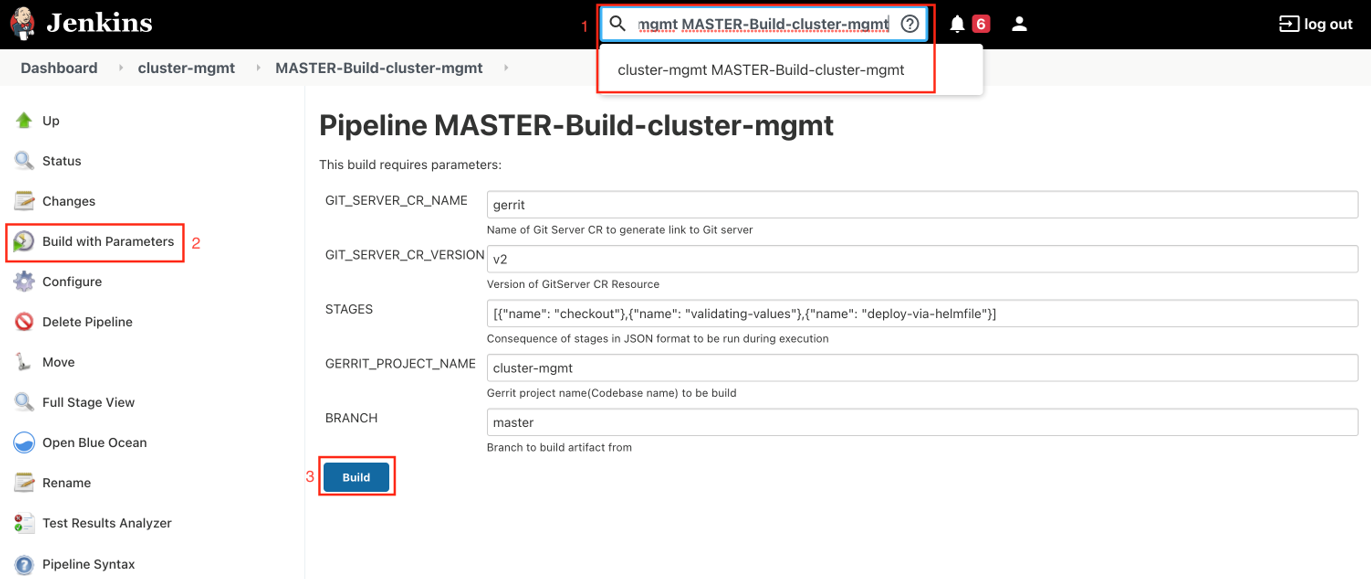 Jenkins
1
mgmt MASTER-Build-cluster-mgmt
6
log out
Dashboard
cluster-mgmt
MASTER-Build-cluster-mgmt
cluster-mgmt MASTER-Build-cluster-mgmt
Up
Status
Changes
Build with Parameters
2
Configure
Delete Pipeline
Move
Full Stage View
Open Blue Ocean
Rename
Test Results Analyzer
Pipeline Syntax
Pipeline MASTER-Build-cluster-mgmt
This build requires parameters:
GIT_SERVER_CR_NAME
gerrit
Name of Git Server CR to generate link to Git server
GIT_SERVER_CR_VERSION
v2
Version of GitServer CR Resource
STAGES
[{"name": "checkout"},{"name": "validating-values"},{"name": "deploy-via-helmfile"}]
Consequence of stages in JSON format to be run during execution
GERRIT_PROJECT_NAME
cluster-mgmt
Gerrit project name(Codebase name) to be build
BRANCH
master
Branch to build artifact from
3
Build